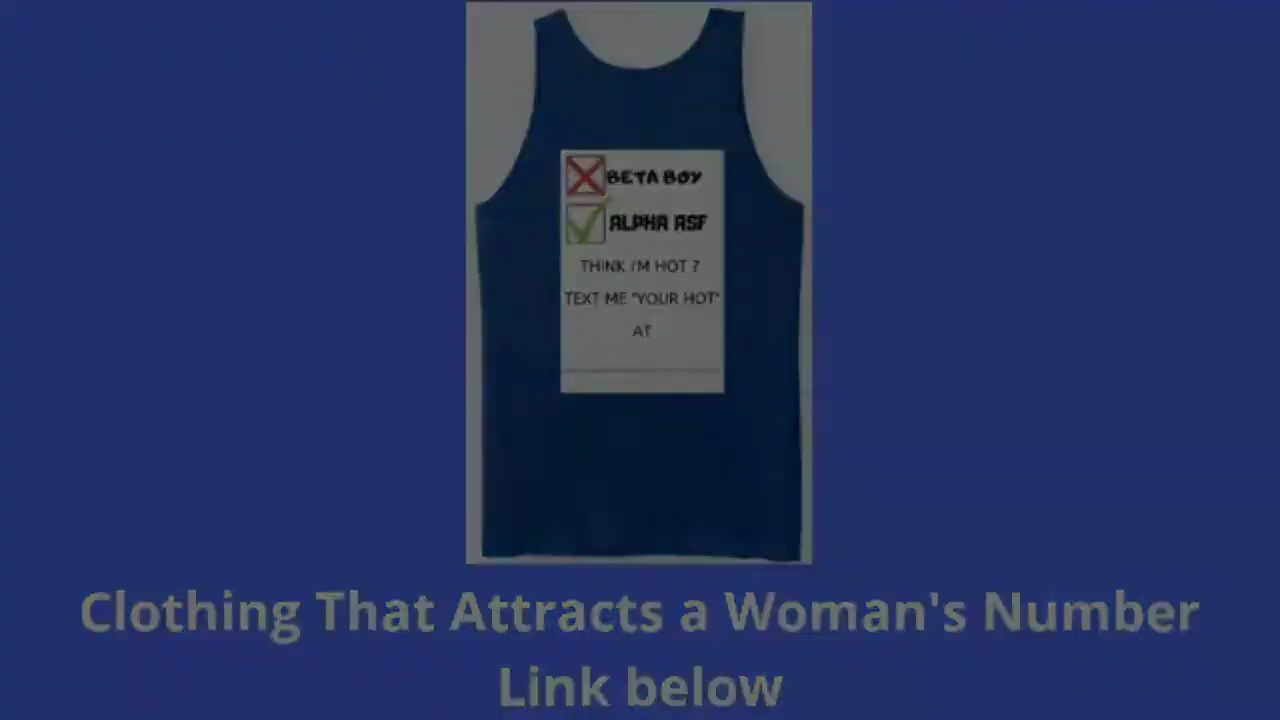 BETA BOY
ALPHA ASF
THINK I'M HOT ?
TEXT ME "YOUR HOT"
AT
Clothing That Attracts a Woman's Number
Link below